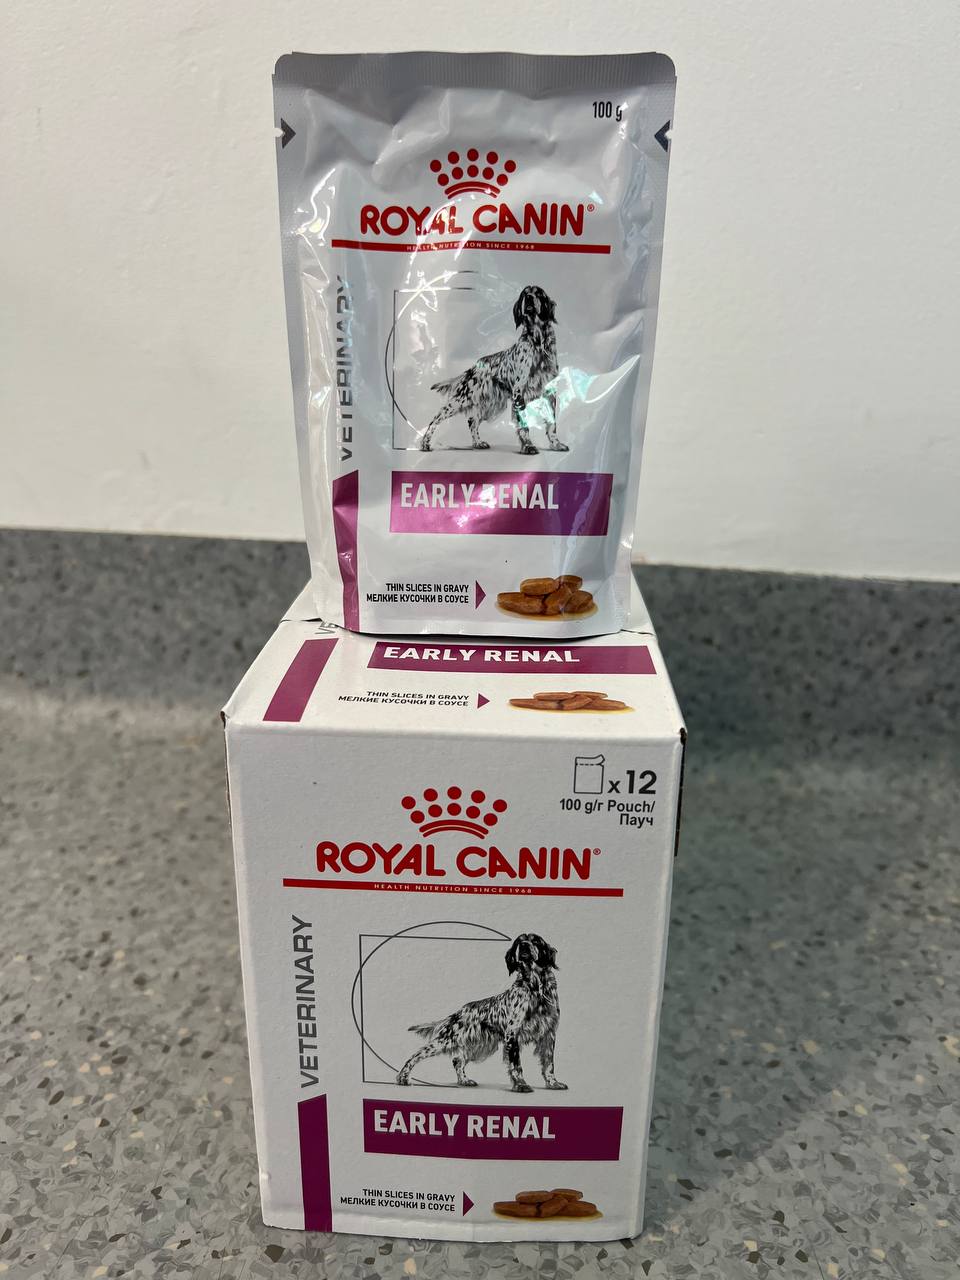 100 g
ROYAL CANIN®
HEALTH NUTRITION SINCE 1968
VETERINARY
EARLY RENAL
THIN SLICES IN GRAVY
МЕЛКИЕ КУСОЧКИ В СОУСЕ
VE
EARLY RENAL
THIN SLICES IN GRAVY
МЕЛКИЕ КУСОЧКИ В СОУСЕ
x12
100 g/г Pouch/
Пауч
ROYAL CANIN®
HEALTH NUTRITION SINCE 1968
VETERINARY
EARLY RENAL
THIN SLICES IN GRAVY
МЕЛКИЕ КУСОЧКИ В СОУСЕ